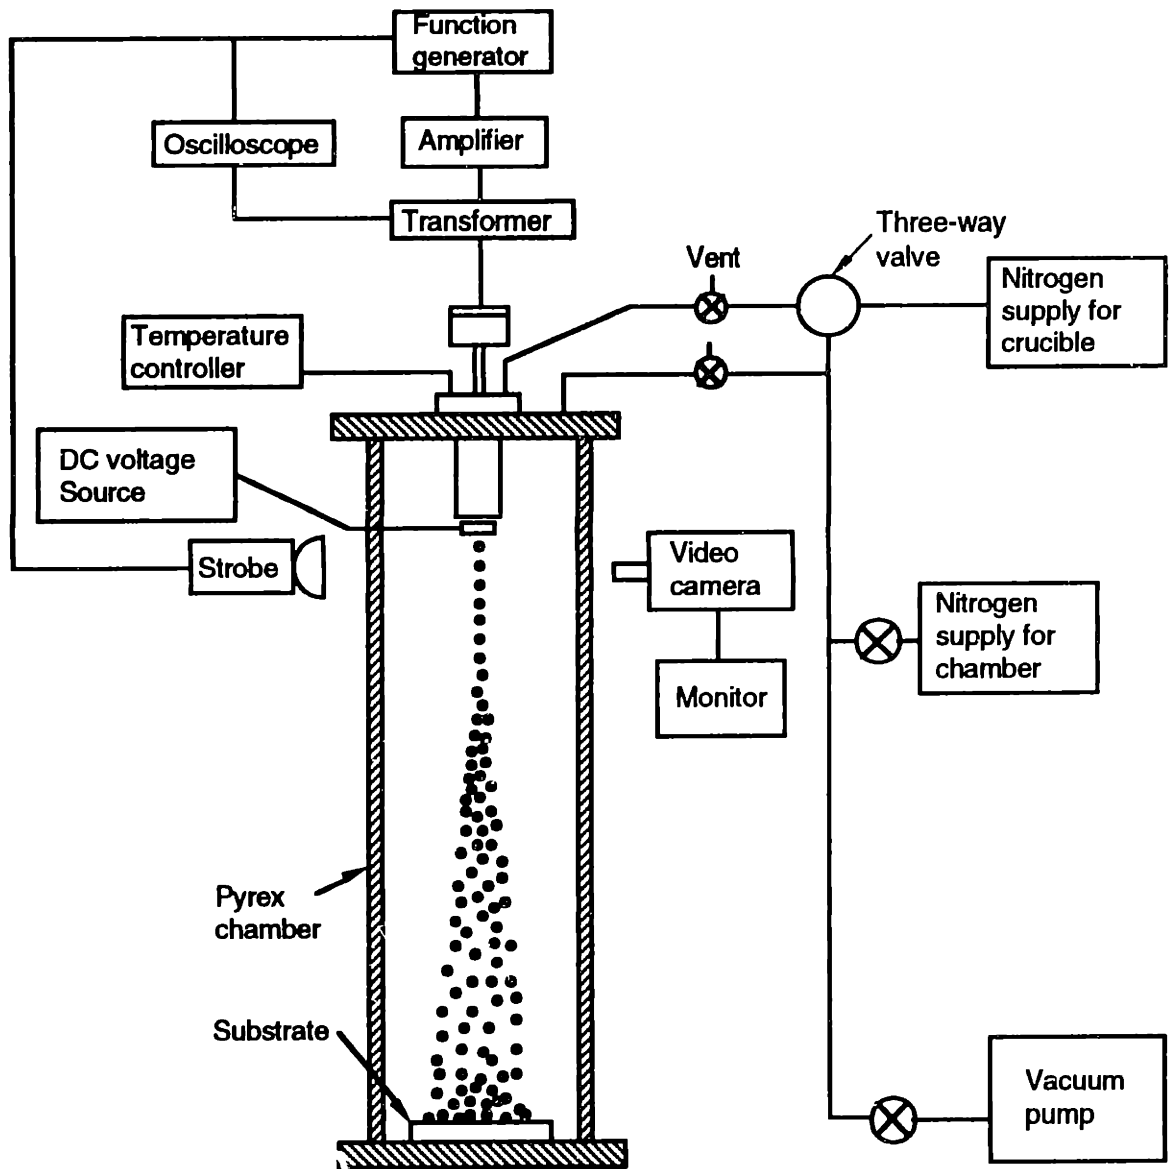 Function
generator
Oscilloscope
Amplifier
Transformer
Three-way
valve
Vent
Nitrogen
supply for
crucible
Temperature
controller
DC voltage
Source
Strobe
Video
camera
Nitrogen
supply for
chamber
Monitor
Pyrex
chamber
Substrate
Vacuum
pump